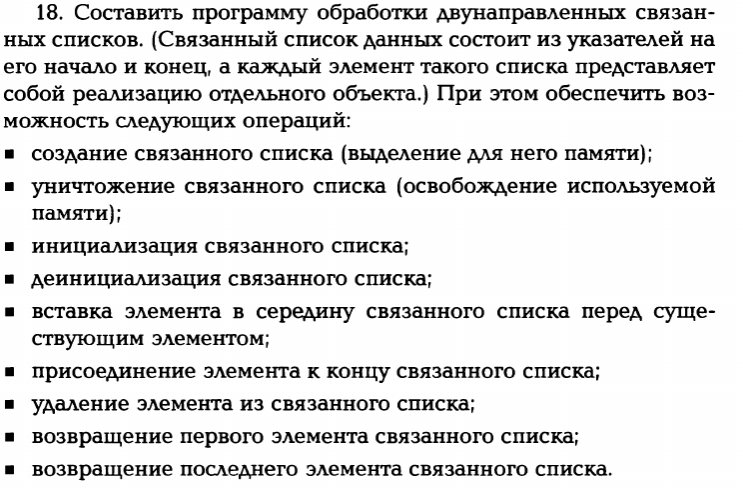 18. Составить программу обработки двунаправленных связан-
ных списков. (Связанный список данных состоит из указателей на
его начало и конец, а каждый элемент такого списка представляет
собой реализацию отдельного объекта.) При этом обеспечить воз-
можность следующих операций:
▪ создание связанного списка (выделение для него памяти);
▪ уничтожение связанного списка (освобождение используемой
памяти);
▪ инициализация связанного списка;
▪ деинициализация связанного списка;
▪ вставка элемента в середину связанного списка перед суще-
ствующим элементом;
▪ присоединение элемента к концу связанного списка;
▪ удаление элемента из связанного списка;
▪ возвращение первого элемента связанного списка;
▪ возвращение последнего элемента связанного списка.